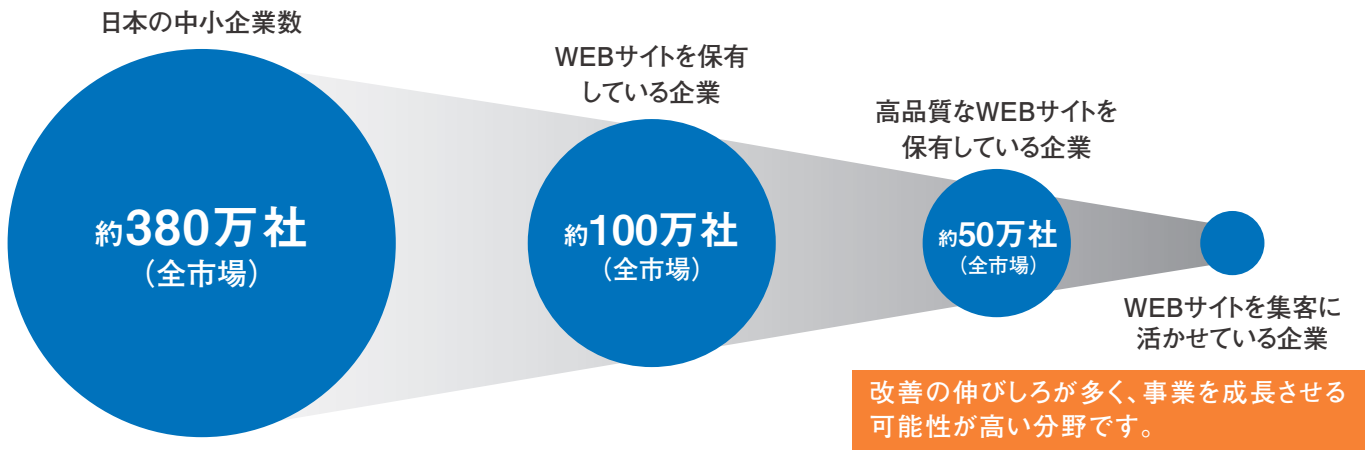 日本の中小企業数
約380万社
(全市場)
WEBサイトを保有
している企業
約100万社
(全市場)
高品質なWEBサイトを
保有している企業
約50万社
(全市場)
WEBサイトを集客に
活かせている企業
改善の伸びしろが多く、事業を成長させる
可能性が高い分野です。